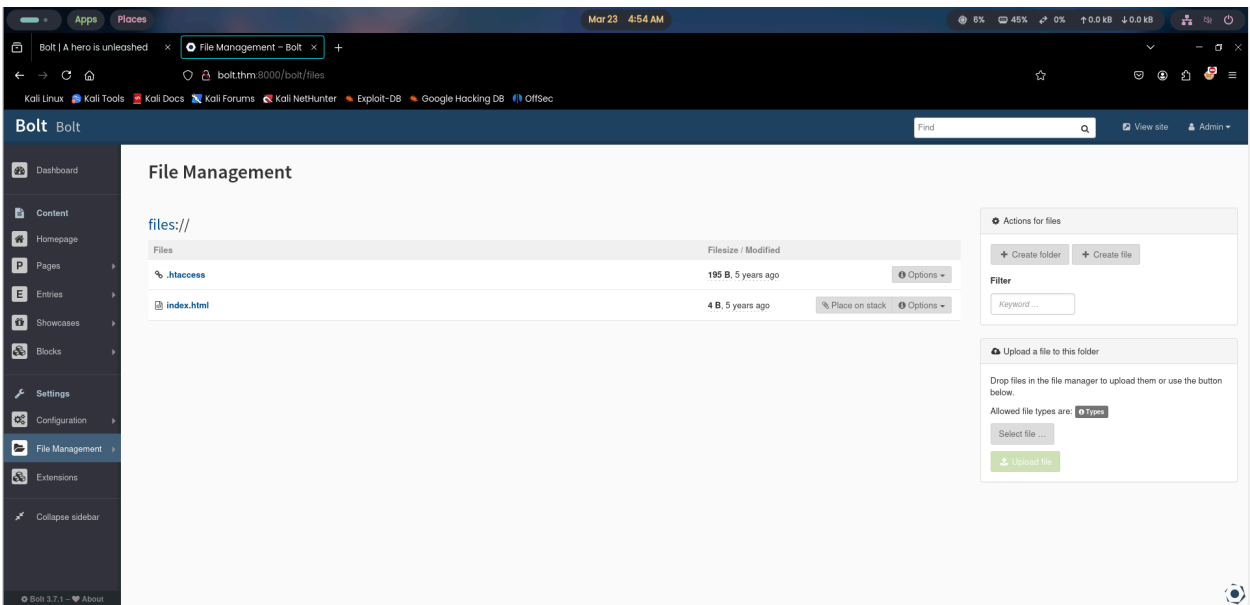 Apps Places Mar 23 4:54 AM 6% 45% 0% ↑0.0 kB ↓0.0 kB
Bolt | A hero is unleashed × File Management – Bolt × +
bolt.thm:8000/bolt/files
Kali Linux Kali Tools Kali Docs Kali Forums Kali NetHunter Exploit-DB Google Hacking DB OffSec
Bolt Bolt Find View site Admin
Dashboard
Content
Homepage
P Pages
E Entries
Showcases
Blocks
Settings
Configuration
File Management
Extensions
Collapse sidebar
Bolt 3.7.1 – ♥ About
File Management
files://
Files Filesize / Modified
.htaccess 195 B, 5 years ago Options
index.html 4 B, 5 years ago Place on stack Options
Actions for files
+ Create folder + Create file
Filter
Keyword ...
Upload a file to this folder
Drop files in the file manager to upload them or use the button
below.
Allowed file types are: Types
Select file ...
Upload file